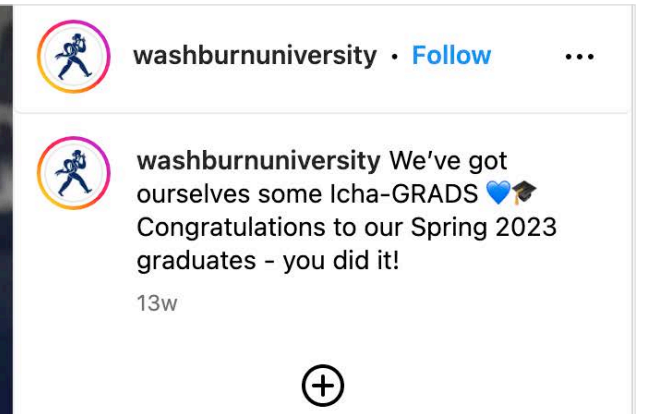 washburnuniversity • Follow
washburnuniversity We’ve got
ourselves some Icha-GRADS 💙🎓
Congratulations to our Spring 2023
graduates - you did it!
13w